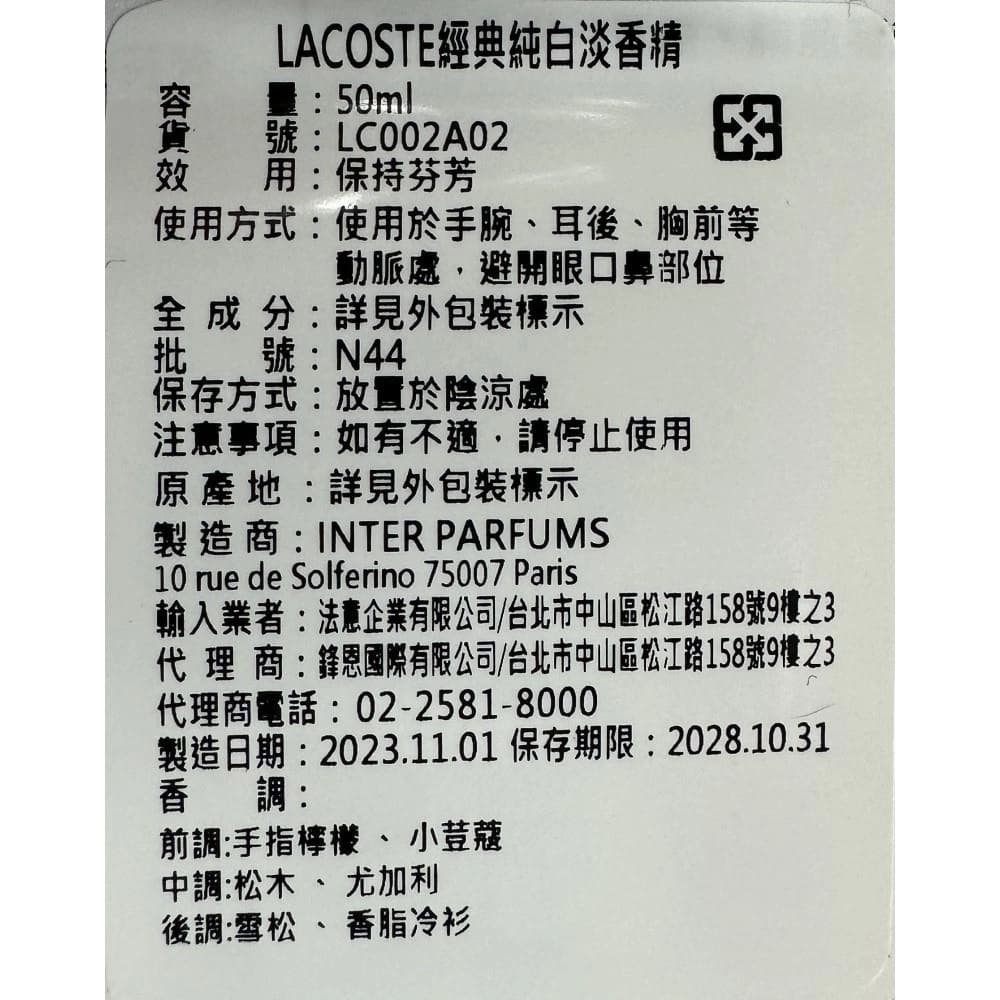 LACOSTE經典純白淡香精
容 量：50ml
貨 號：LC002A02
效 用：保持芬芳
使用方式：使用於手腕、耳後、胸前等
動脈處，避開眼口鼻部位
全 成 分：詳見外包裝標示
批 號：N44
保存方式：放置於陰涼處
注意事項：如有不適，請停止使用
原 產 地：詳見外包裝標示
製 造 商：INTER PARFUMS
10 rue de Solferino 75007 Paris
輸入業者：法意企業有限公司/台北市中山區松江路158號9樓之3
代 理 商：鋒恩國際有限公司/台北市中山區松江路158號9樓之3
代理商電話：02-2581-8000
製造日期：2023.11.01 保存期限：2028.10.31
香 調：
前調:手指檸檬、小荳蔻
中調:松木、尤加利
後調:雪松、香脂冷衫